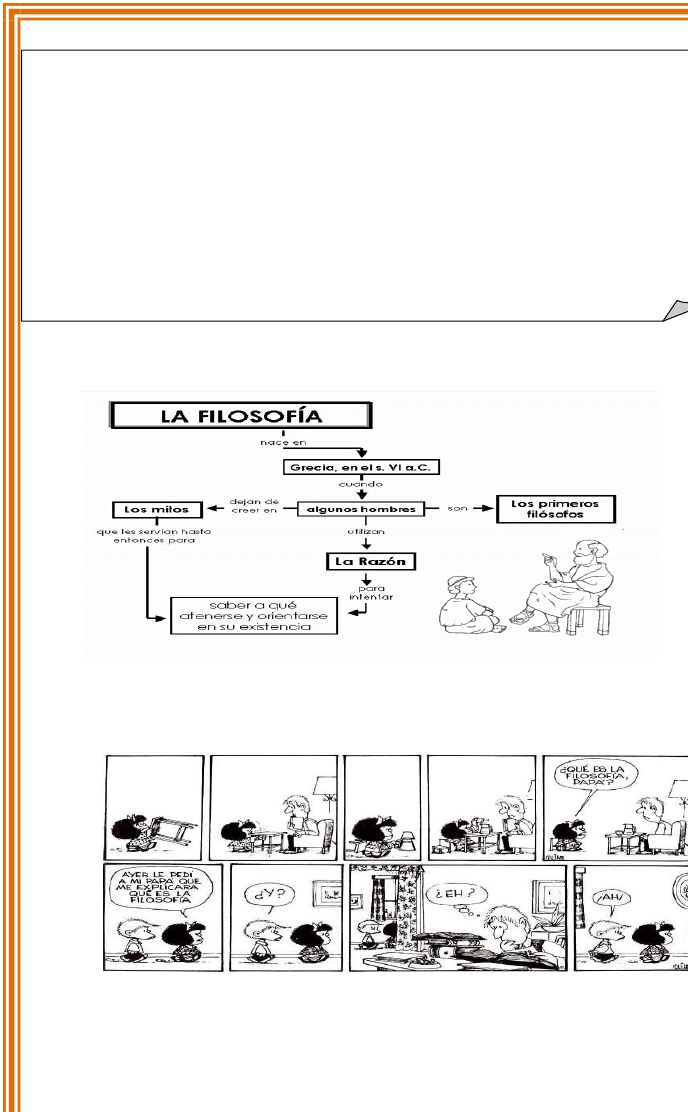 LA FILOSOFÍA
nace en
Grecia, en el s. VI a.C.
cuando
Los mitos
dejan de
creer en
algunos hombres
son
Los primeros
filósofos
que les servían hasta
entonces para
utilizan
La Razón
para
intentar
saber a qué
atenerse y orientarse
en su existencia
¿QUÉ ES LA
FILOSOFÍA,
PAPÁ?
AYER LE PEDÍ
A MI PAPÁ QUE
ME EXPLICARA
QUÉ ES LA
FILOSOFÍA
¿Y?
¿EH?
¡AH!